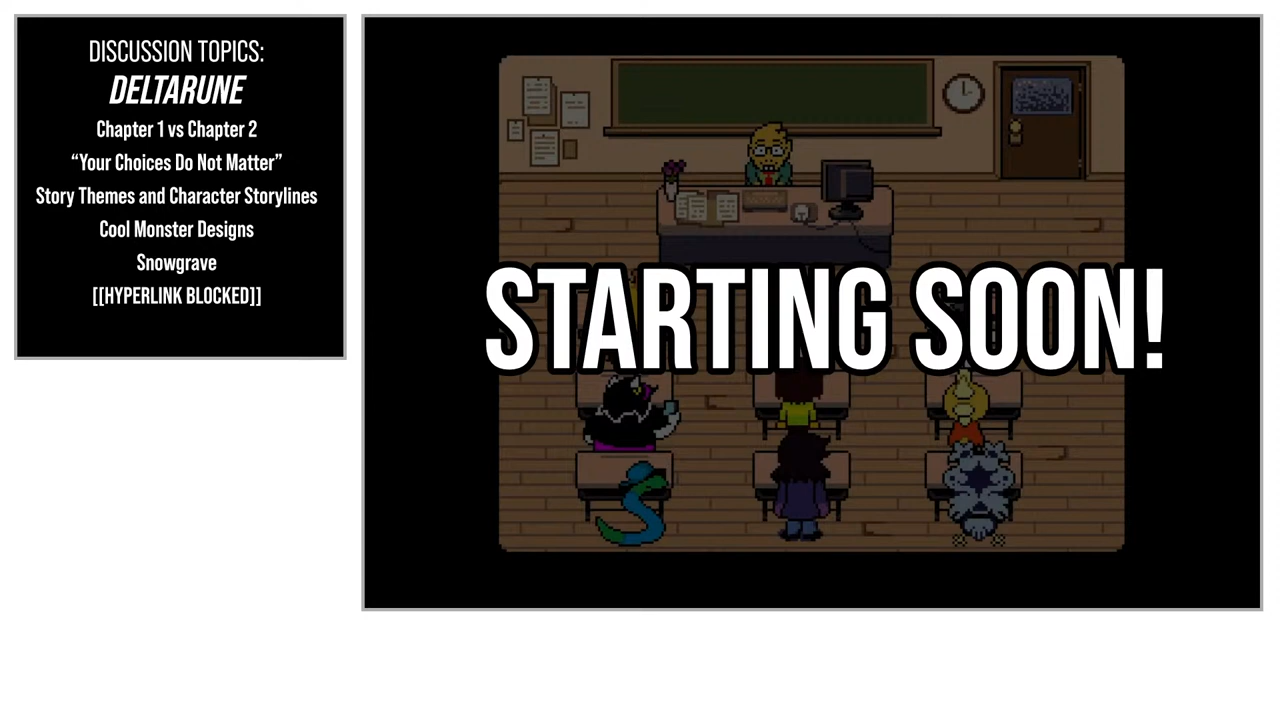 DISCUSSION TOPICS:
DELTARUNE
Chapter 1 vs Chapter 2
“Your Choices Do Not Matter”
Story Themes and Character Storylines
Cool Monster Designs
Snowgrave
[[HYPERLINK BLOCKED]]
STARTING SOON!